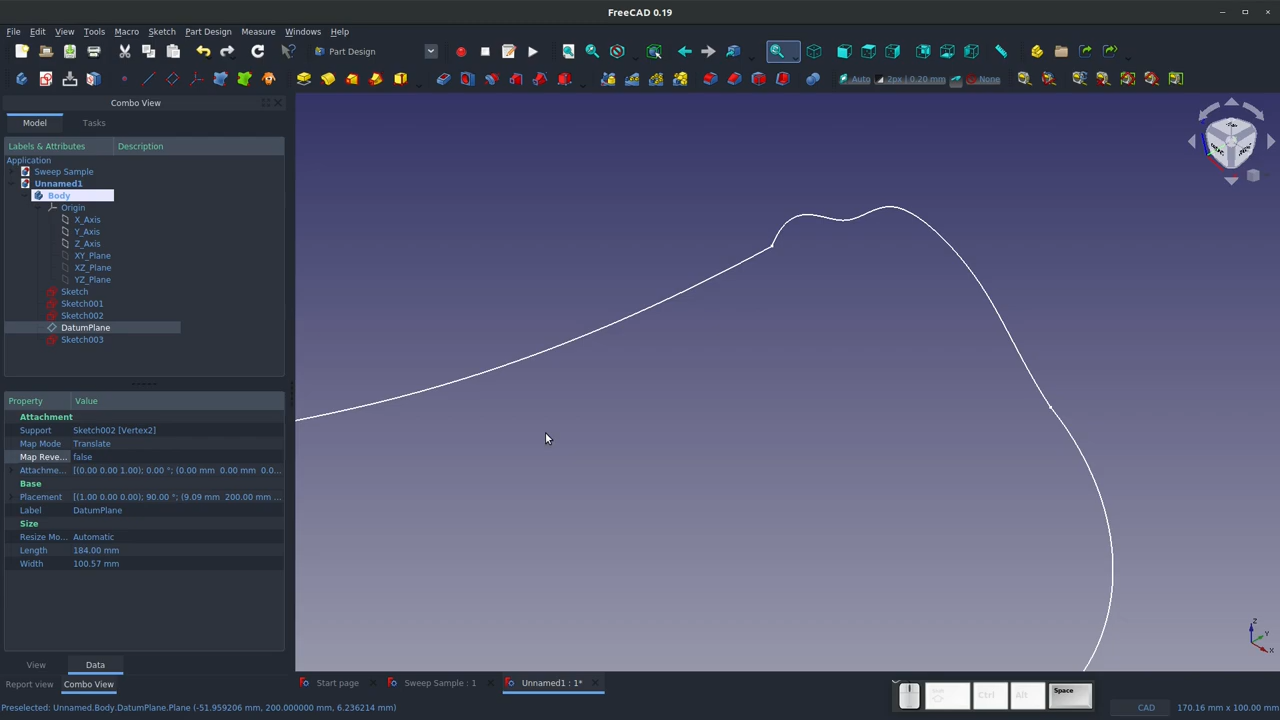 FreeCAD 0.19
File Edit View Tools Macro Sketch Part Design Measure Windows Help
Part Design
Auto 2px | 0.20 mm None
Combo View
Model Tasks
Labels & Attributes Description
Application
Sweep Sample
Unnamed1
Body
Origin
X_Axis
Y_Axis
Z_Axis
XY_Plane
XZ_Plane
YZ_Plane
Sketch
Sketch001
Sketch002
DatumPlane
Sketch003
Property Value
Attachment
Support Sketch002 [Vertex2]
Map Mode Translate
Map Reve... false
Attachme... [(0.00 0.00 1.00); 0.00 °; (0.00 mm 0.00 mm 0.0...
Base
Placement [(1.00 0.00 0.00); 90.00 °; (9.09 mm 200.00 mm ...
Label DatumPlane
Size
Resize Mo... Automatic
Length 184.00 mm
Width 100.57 mm
View Data
Report view Combo View
Start page Sweep Sample : 1 Unnamed1 : 1*
Ctrl Alt Space
Z
Y
X
Preselected: Unnamed.Body.DatumPlane.Plane (-51.959206 mm, 200.000000 mm, 6.236214 mm)
CAD 170.16 mm x 100.00 mm